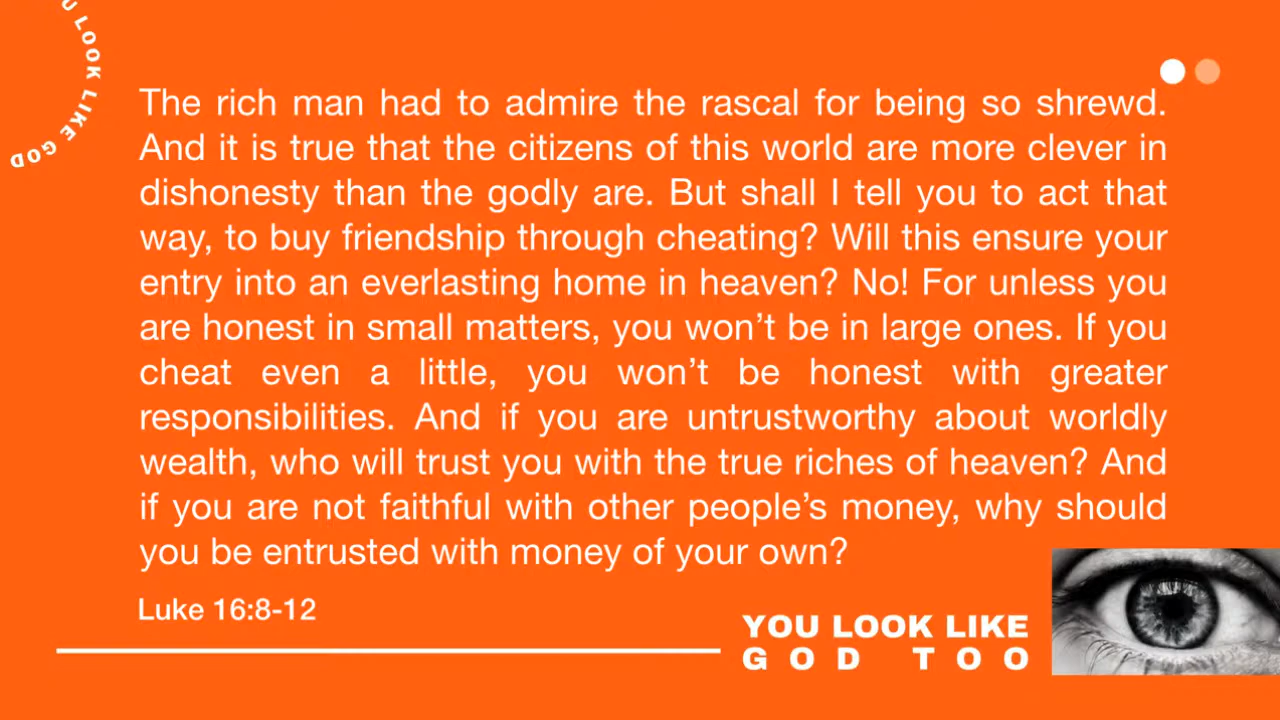 U LOOK LIKE GOD
The rich man had to admire the rascal for being so shrewd.
And it is true that the citizens of this world are more clever in
dishonesty than the godly are. But shall I tell you to act that
way, to buy friendship through cheating? Will this ensure your
entry into an everlasting home in heaven? No! For unless you
are honest in small matters, you won’t be in large ones. If you
cheat even a little, you won’t be honest with greater
responsibilities. And if you are untrustworthy about worldly
wealth, who will trust you with the true riches of heaven? And
if you are not faithful with other people’s money, why should
you be entrusted with money of your own?
Luke 16:8-12
YOU LOOK LIKE
GOD TOO